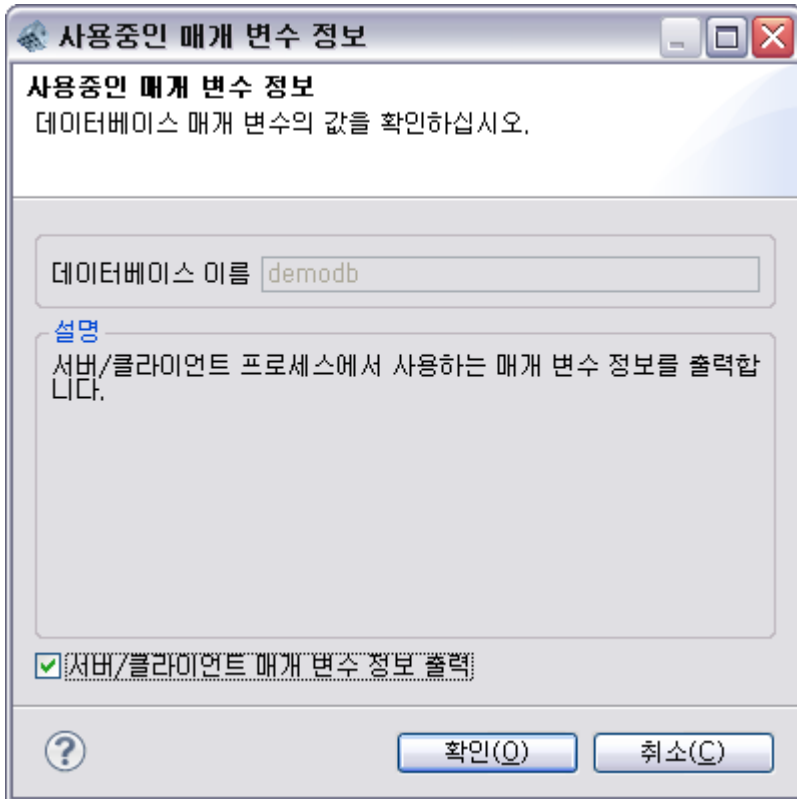 사용중인 매개 변수 정보
사용중인 매개 변수 정보
데이터베이스 매개 변수의 값을 확인하십시오.
데이터베이스 이름 demodb
설명
서버/클라이언트 프로세스에서 사용하는 매개 변수 정보를 출력합
니다.
서버/클라이언트 매개 변수 정보 출력
? 확인(O) 취소(C)